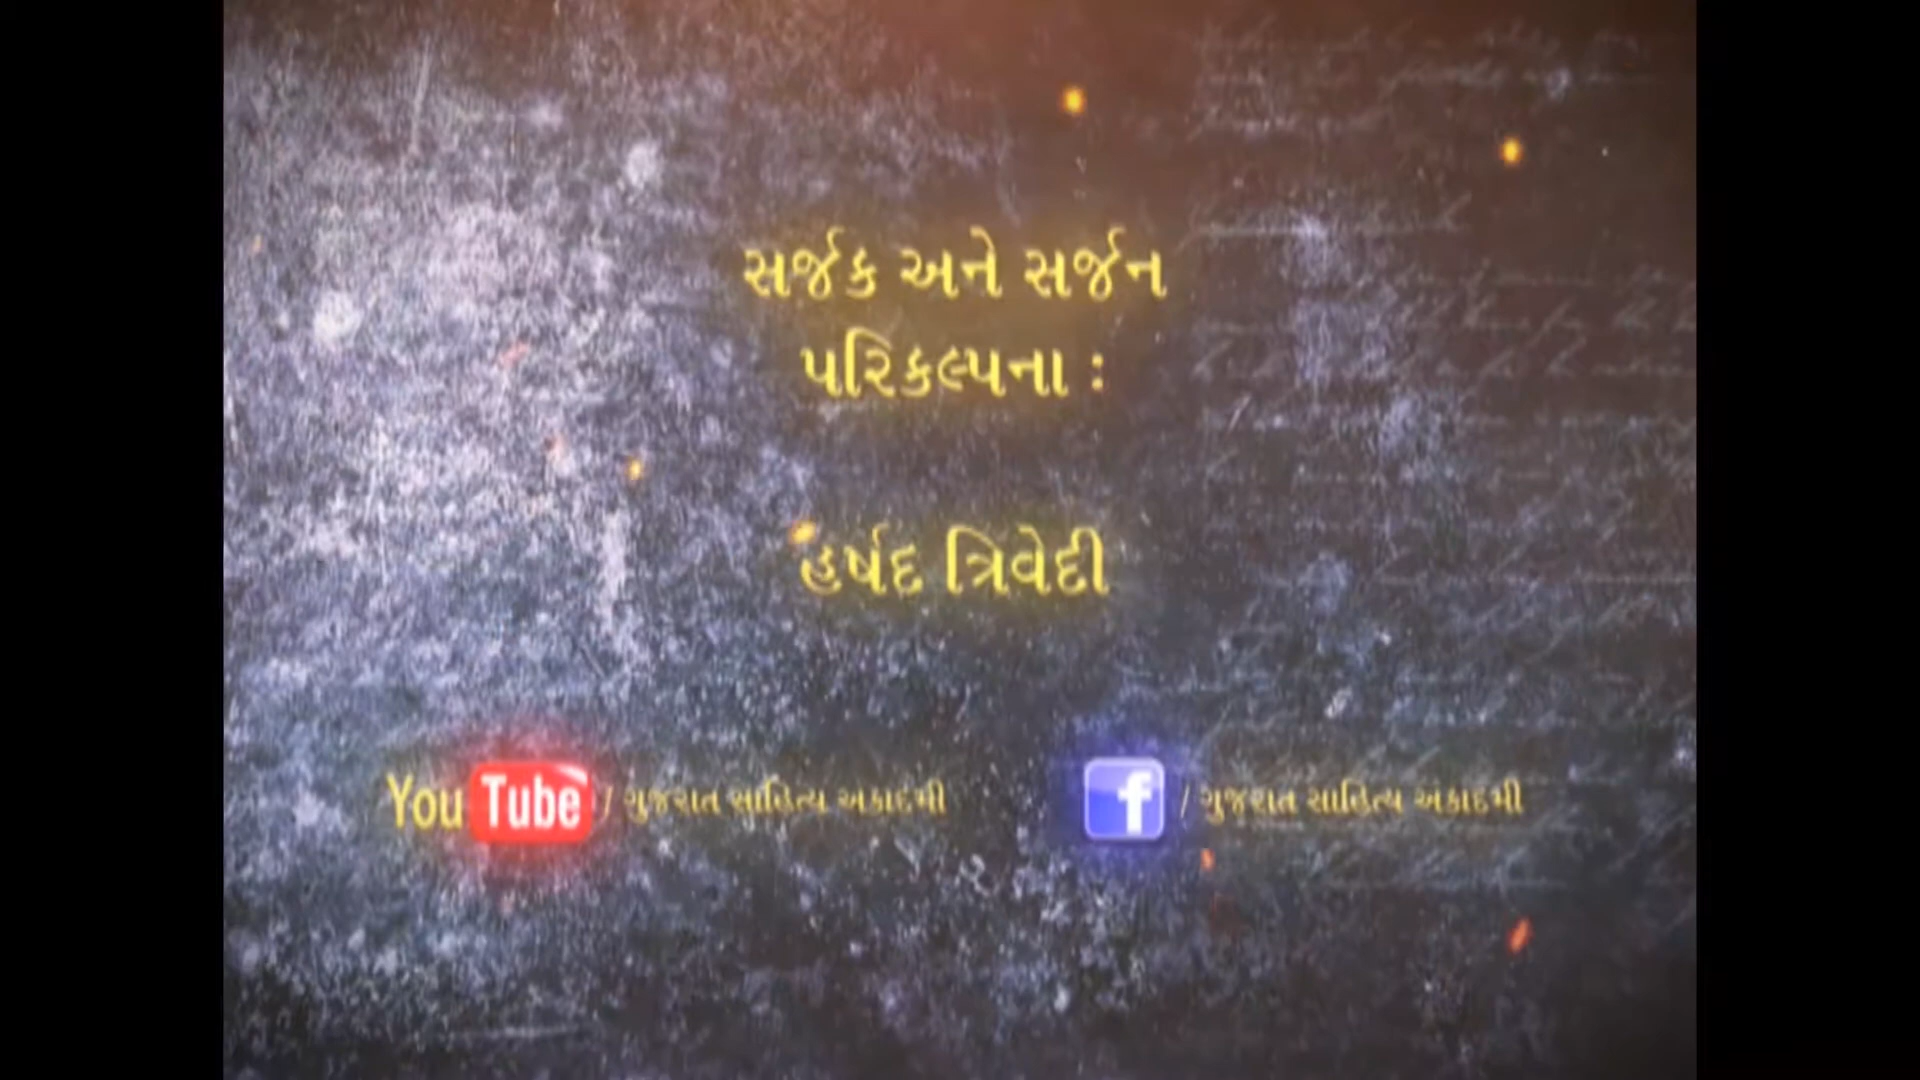 સર્જક અને સર્જન
પરિકલ્પના :
હર્ષદ ત્રિવેદી
YouTube / ગુજરાત સાહિત્ય અકાદમી
f / ગુજરાત સાહિત્ય અકાદમી